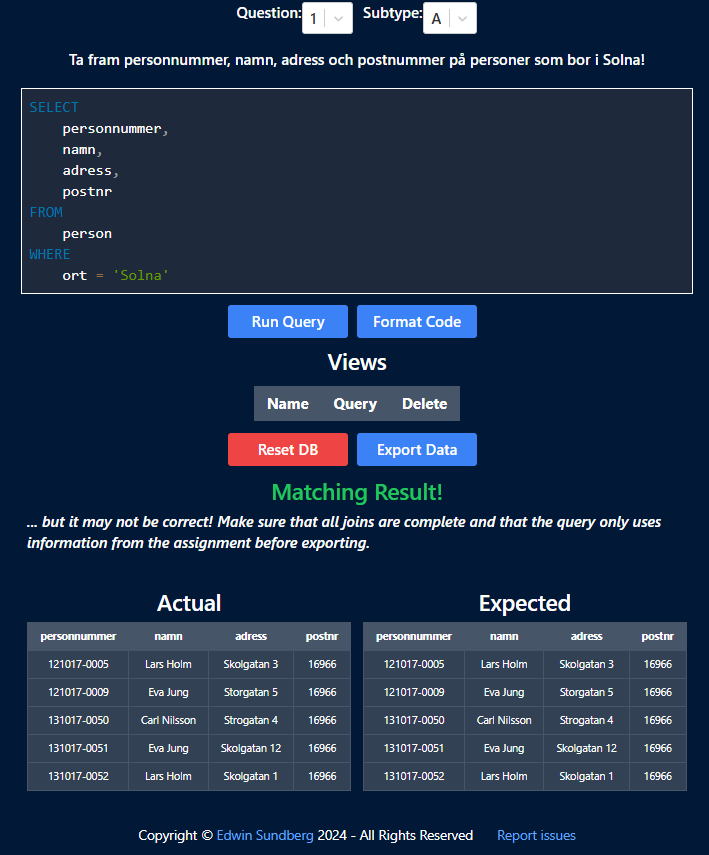 Question: 1 Subtype: A
Ta fram personnummer, namn, adress och postnummer på personer som bor i Solna!
SELECT
personnummer,
namn,
adress,
postnr
FROM
person
WHERE
ort = 'Solna'
Run Query Format Code
Views
Name Query Delete
Reset DB Export Data
Matching Result!
... but it may not be correct! Make sure that all joins are complete and that the query only uses
information from the assignment before exporting.
Actual Expected
personnummer namn adress postnr personnummer namn adress postnr
121017-0005 Lars Holm Skolgatan 3 16966 121017-0005 Lars Holm Skolgatan 3 16966
121017-0009 Eva Jung Storgatan 5 16966 121017-0009 Eva Jung Storgatan 5 16966
131017-0050 Carl Nilsson Strogatan 4 16966 131017-0050 Carl Nilsson Strogatan 4 16966
131017-0051 Eva Jung Skolgatan 12 16966 131017-0051 Eva Jung Skolgatan 12 16966
131017-0052 Lars Holm Skolgatan 1 16966 131017-0052 Lars Holm Skolgatan 1 16966
Copyright © Edwin Sundberg 2024 - All Rights Reserved Report issues